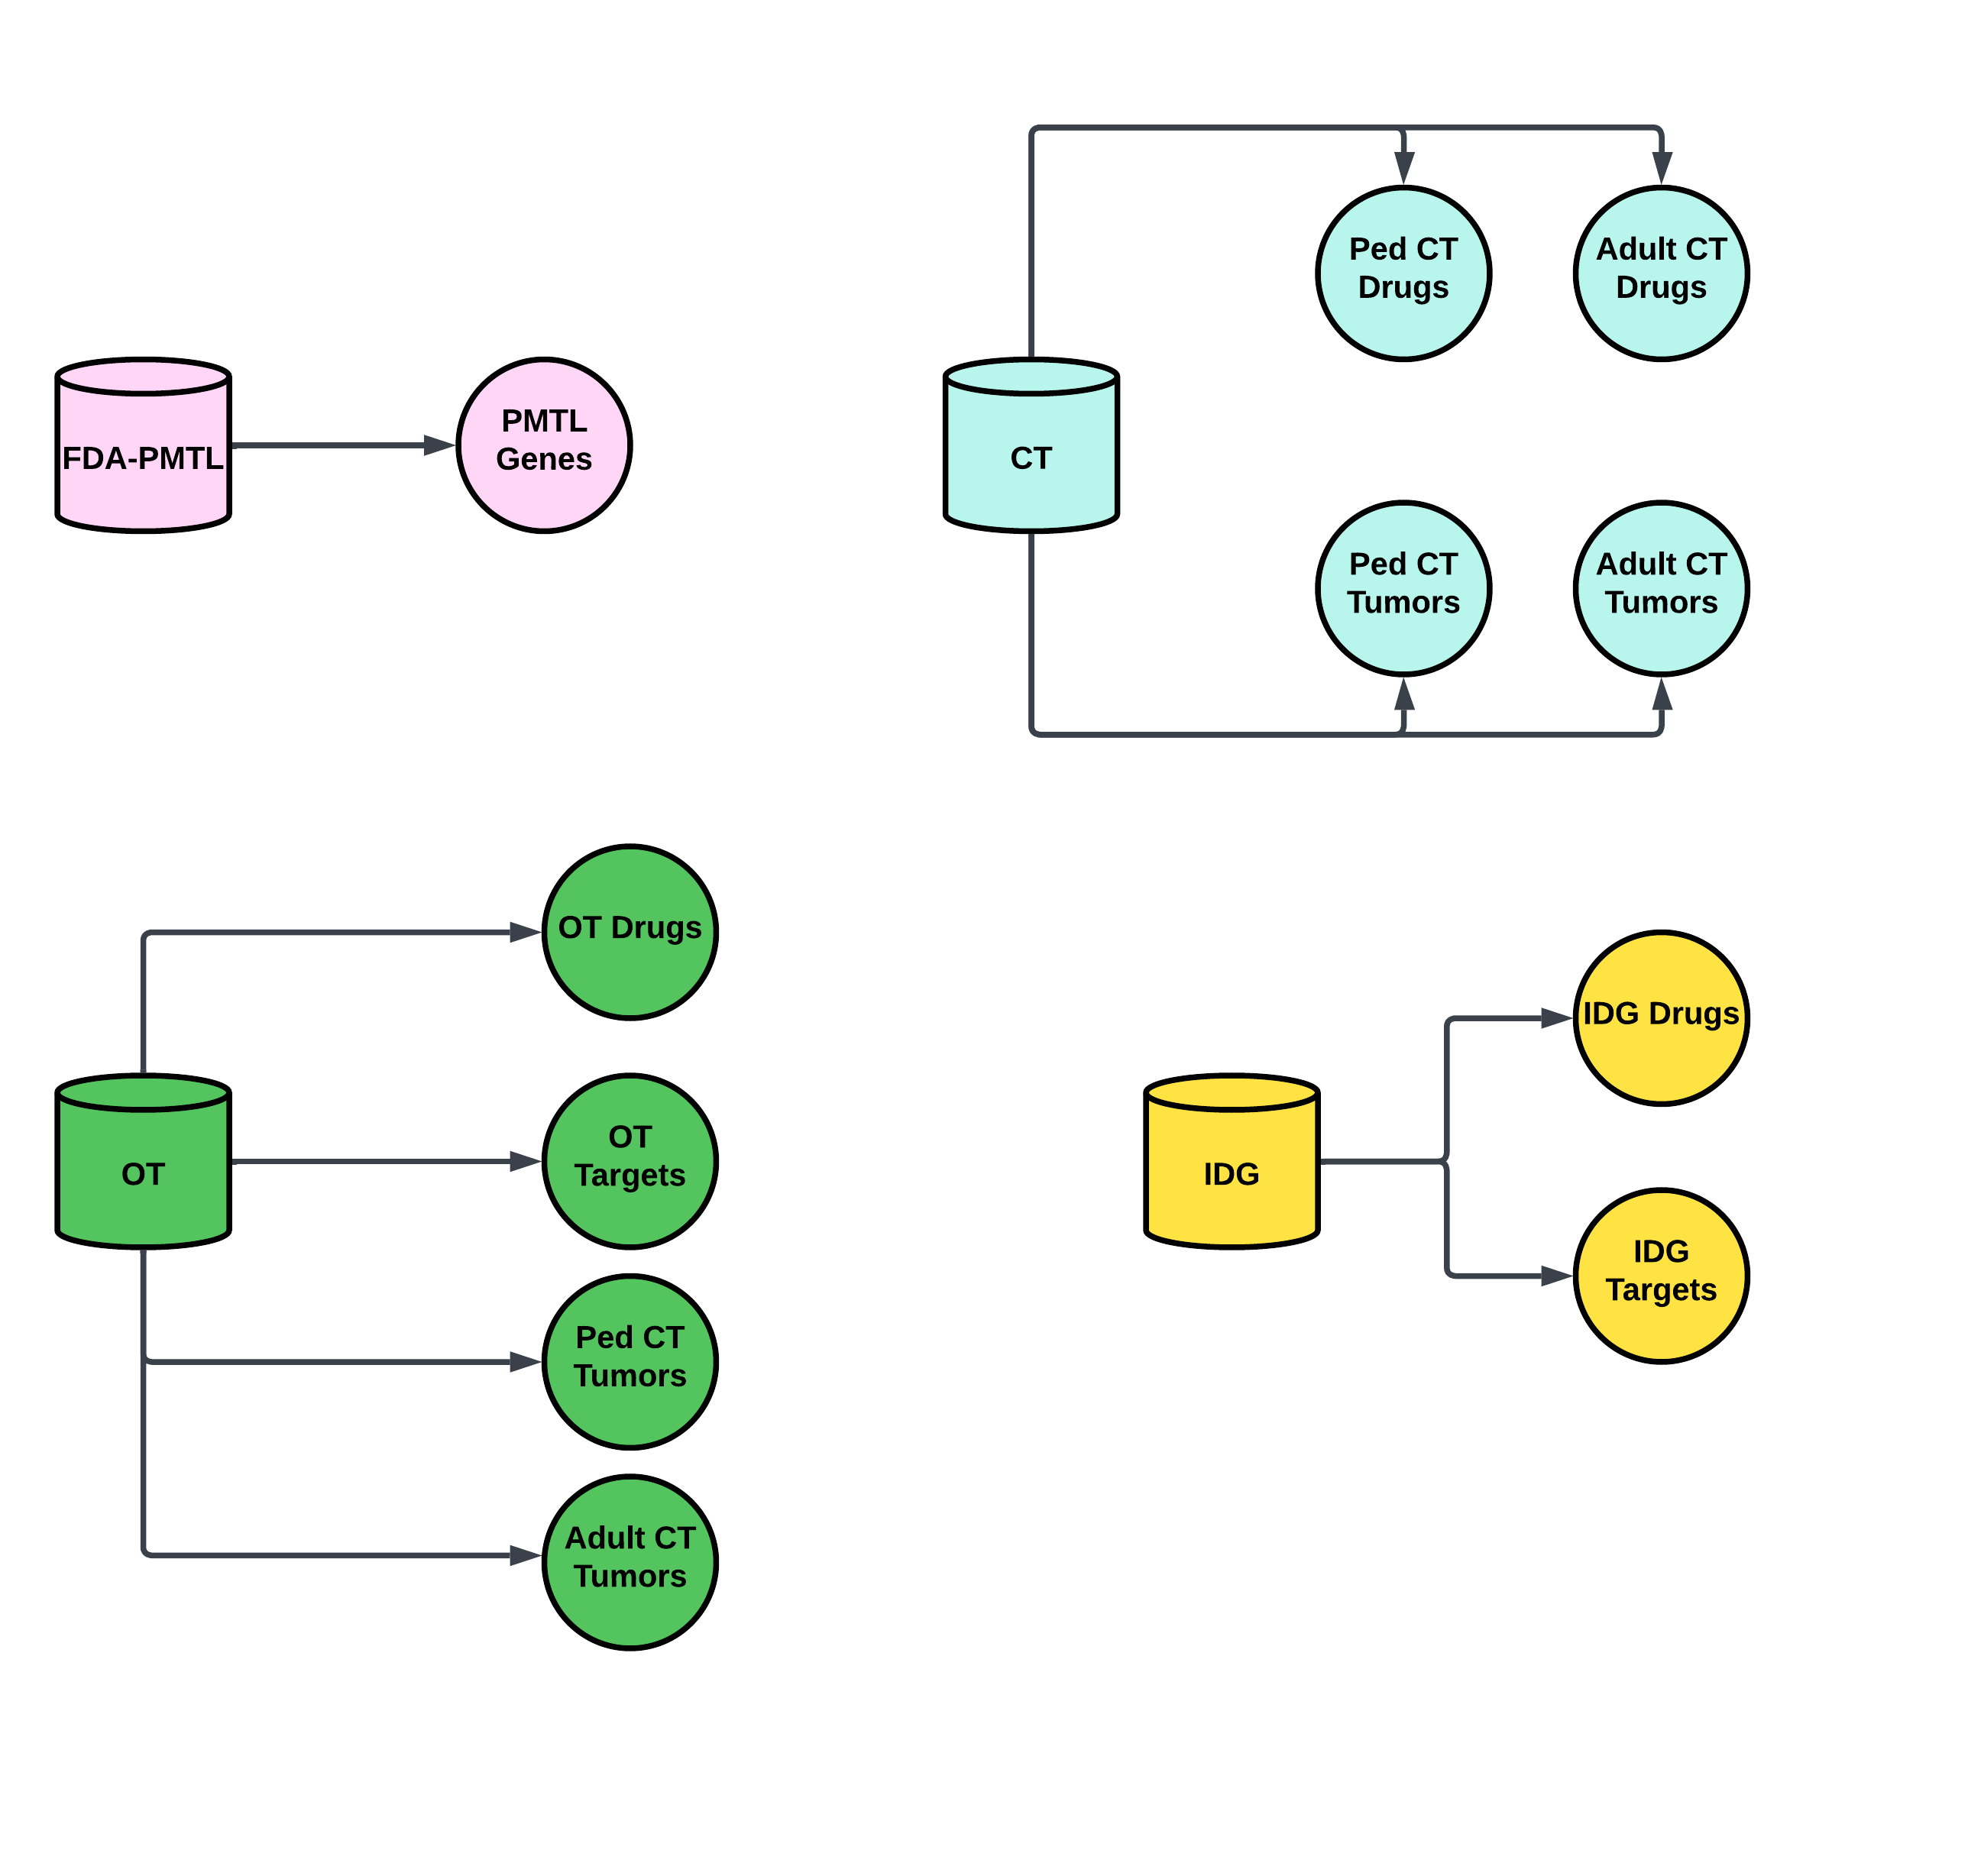 Ped CT
Drugs
Adult CT
Drugs
FDA-PMTL
PMTL
Genes
CT
Ped CT
Tumors
Adult CT
Tumors
OT Drugs
OT
OT
Targets
Ped CT
Tumors
Adult CT
Tumors
IDG Drugs
IDG
IDG
Targets